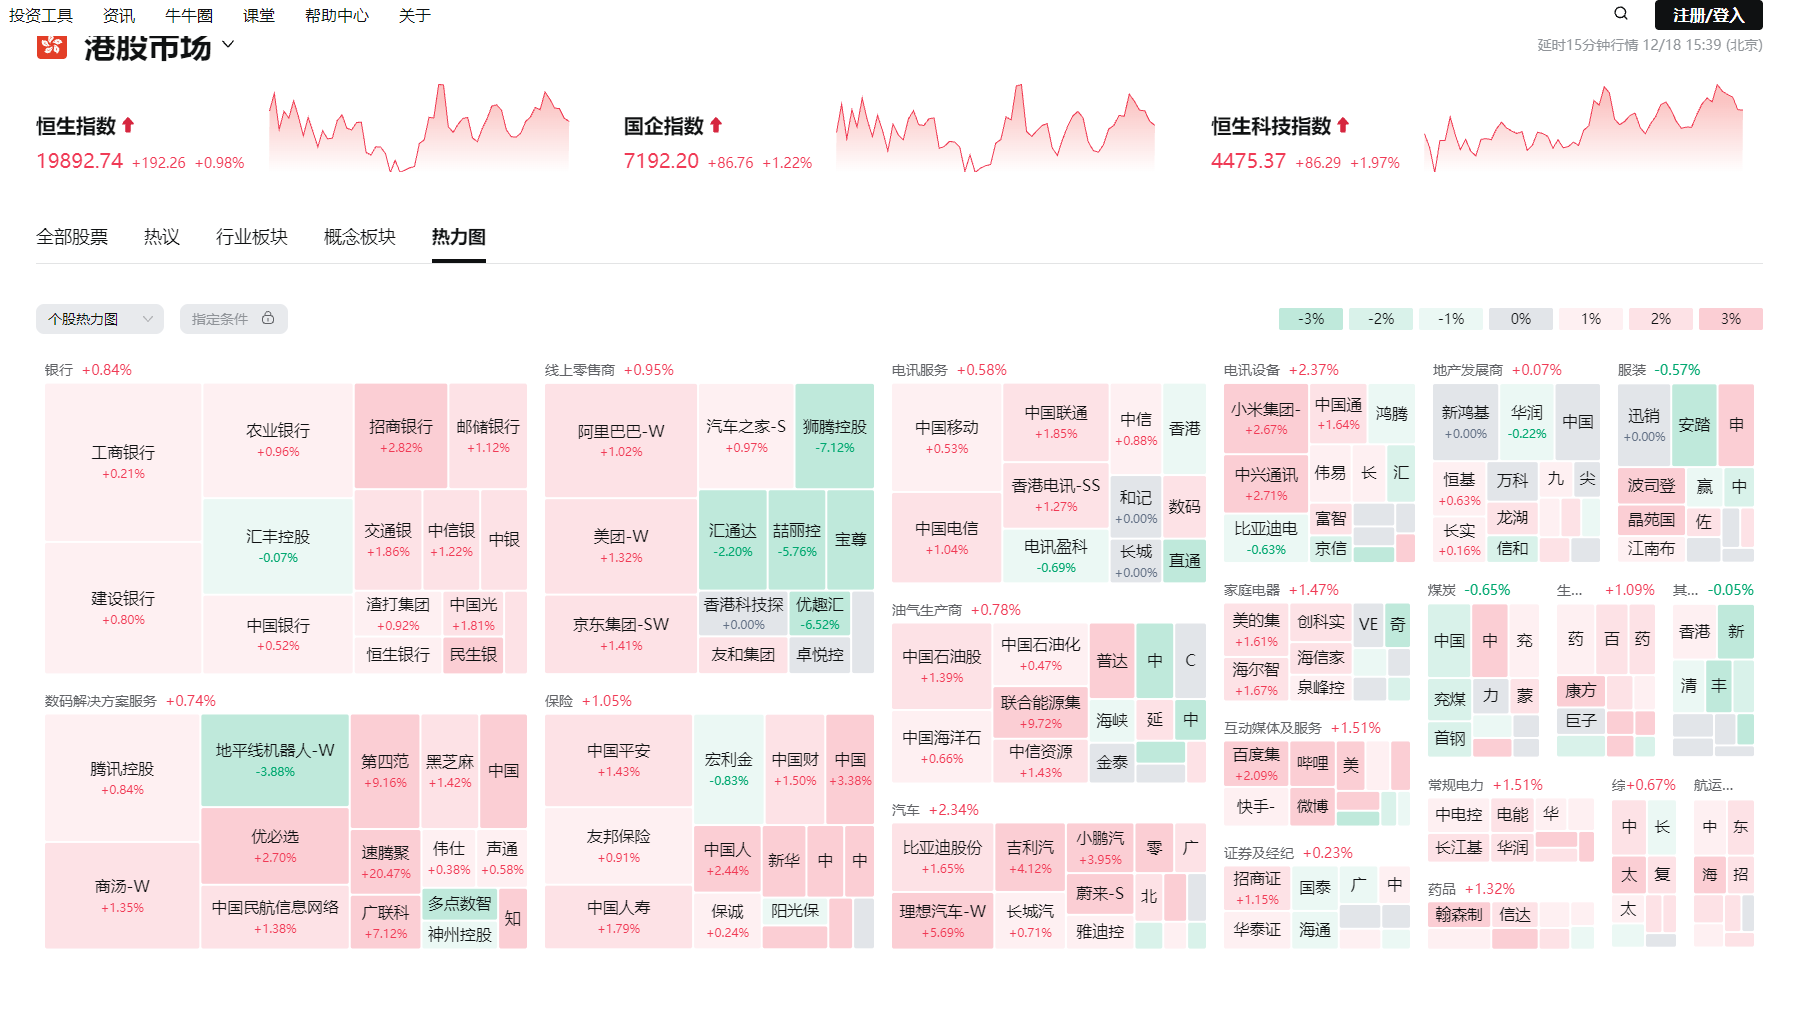 投资工具 资讯 牛牛圈 课堂 帮助中心 关于 注册/登入
港股市场 延时15分钟行情 12/18 15:39 (北京)
恒生指数
19892.74 +192.26 +0.98%
国企指数
7192.20 +86.76 +1.22%
恒生科技指数
4475.37 +86.29 +1.97%
全部股票 热议 行业板块 概念板块 热力图
个股热力图 指定条件 -3% -2% -1% 0% 1% 2% 3%
银行 +0.84%
工商银行
+0.21%
建设银行
+0.80%
农业银行
+0.96%
汇丰控股
-0.07%
中国银行
+0.52%
招商银行
+2.82%
邮储银行
+1.12%
交通银
+1.86%
中信银
+1.22%
中银
渣打集团
+0.92%
中国光
+1.81%
恒生银行
民生银
线上零售商 +0.95%
阿里巴巴-W
+1.02%
美团-W
+1.32%
京东集团-SW
+1.41%
汽车之家-S
+0.97%
狮腾控股
-7.12%
汇通达
-2.20%
喆丽控
-5.76%
宝尊
香港科技探
+0.00%
优趣汇
-6.52%
友和集团
卓悦控
电讯服务 +0.58%
中国移动
+0.53%
中国电信
+1.04%
中国联通
+1.85%
香港电讯-SS
+1.27%
电讯盈科
-0.69%
中信
+0.88%
香港
和记
+0.00%
数码
长城
+0.00%
直通
电讯设备 +2.37%
小米集团-
+2.67%
中兴通讯
+2.71%
比亚迪电
-0.63%
中国通
+1.64%
鸿腾
伟易
长
汇
富智
京信
地产发展商 +0.07%
新鸿基
+0.00%
华润
-0.22%
中国
恒基
+0.63%
长实
+0.16%
万科
九
尖
龙湖
信和
服装 -0.57%
迅销
+0.00%
安踏
申
波司登
赢
中
晶苑国
佐
江南布
数码解决方案服务 +0.74%
腾讯控股
+0.84%
商汤-W
+1.35%
地平线机器人-W
-3.88%
优必选
+2.70%
中国民航信息网络
+1.38%
第四范
+9.16%
黑芝麻
+1.42%
中国
速腾聚
+20.47%
伟仕
+0.38%
声通
+0.58%
广联科
+7.12%
多点数智
神州控股
知
保险 +1.05%
中国平安
+1.43%
友邦保险
+0.91%
中国人寿
+1.79%
宏利金
-0.83%
中国财
+1.50%
中国
+3.38%
中国人
+2.44%
新华
中
中
保诚
+0.24%
阳光保
油气生产商 +0.78%
中国石油股
+1.39%
中国海洋石
+0.66%
中国石油化
+0.47%
联合能源集
+9.72%
中信资源
+1.43%
普达
中
C
海峡
延
中
金泰
汽车 +2.34%
比亚迪股份
+1.65%
理想汽车-W
+5.69%
吉利汽
+4.12%
长城汽
+0.71%
小鹏汽
+3.95%
零
广
蔚来-S
北
雅迪控
家庭电器 +1.47%
美的集
+1.61%
海尔智
+1.67%
创科实
VE
奇
海信家
泉峰控
互动媒体及服务 +1.51%
百度集
+2.09%
快手-
哔哩
美
微博
证券及经纪 +0.23%
招商证
+1.15%
华泰证
国泰
广
中
海通
煤炭 -0.65%
中国
中
兖
兖煤
力
蒙
首钢
生... +1.09%
药
百
药
康方
巨子
其... -0.05%
香港
新
清
丰
常规电力 +1.51%
中电控
电能
华
长江基
华润
药品 +1.32%
翰森制
信达
综+0.67%
中
长
太
复
太
航运...
中
东
海
招